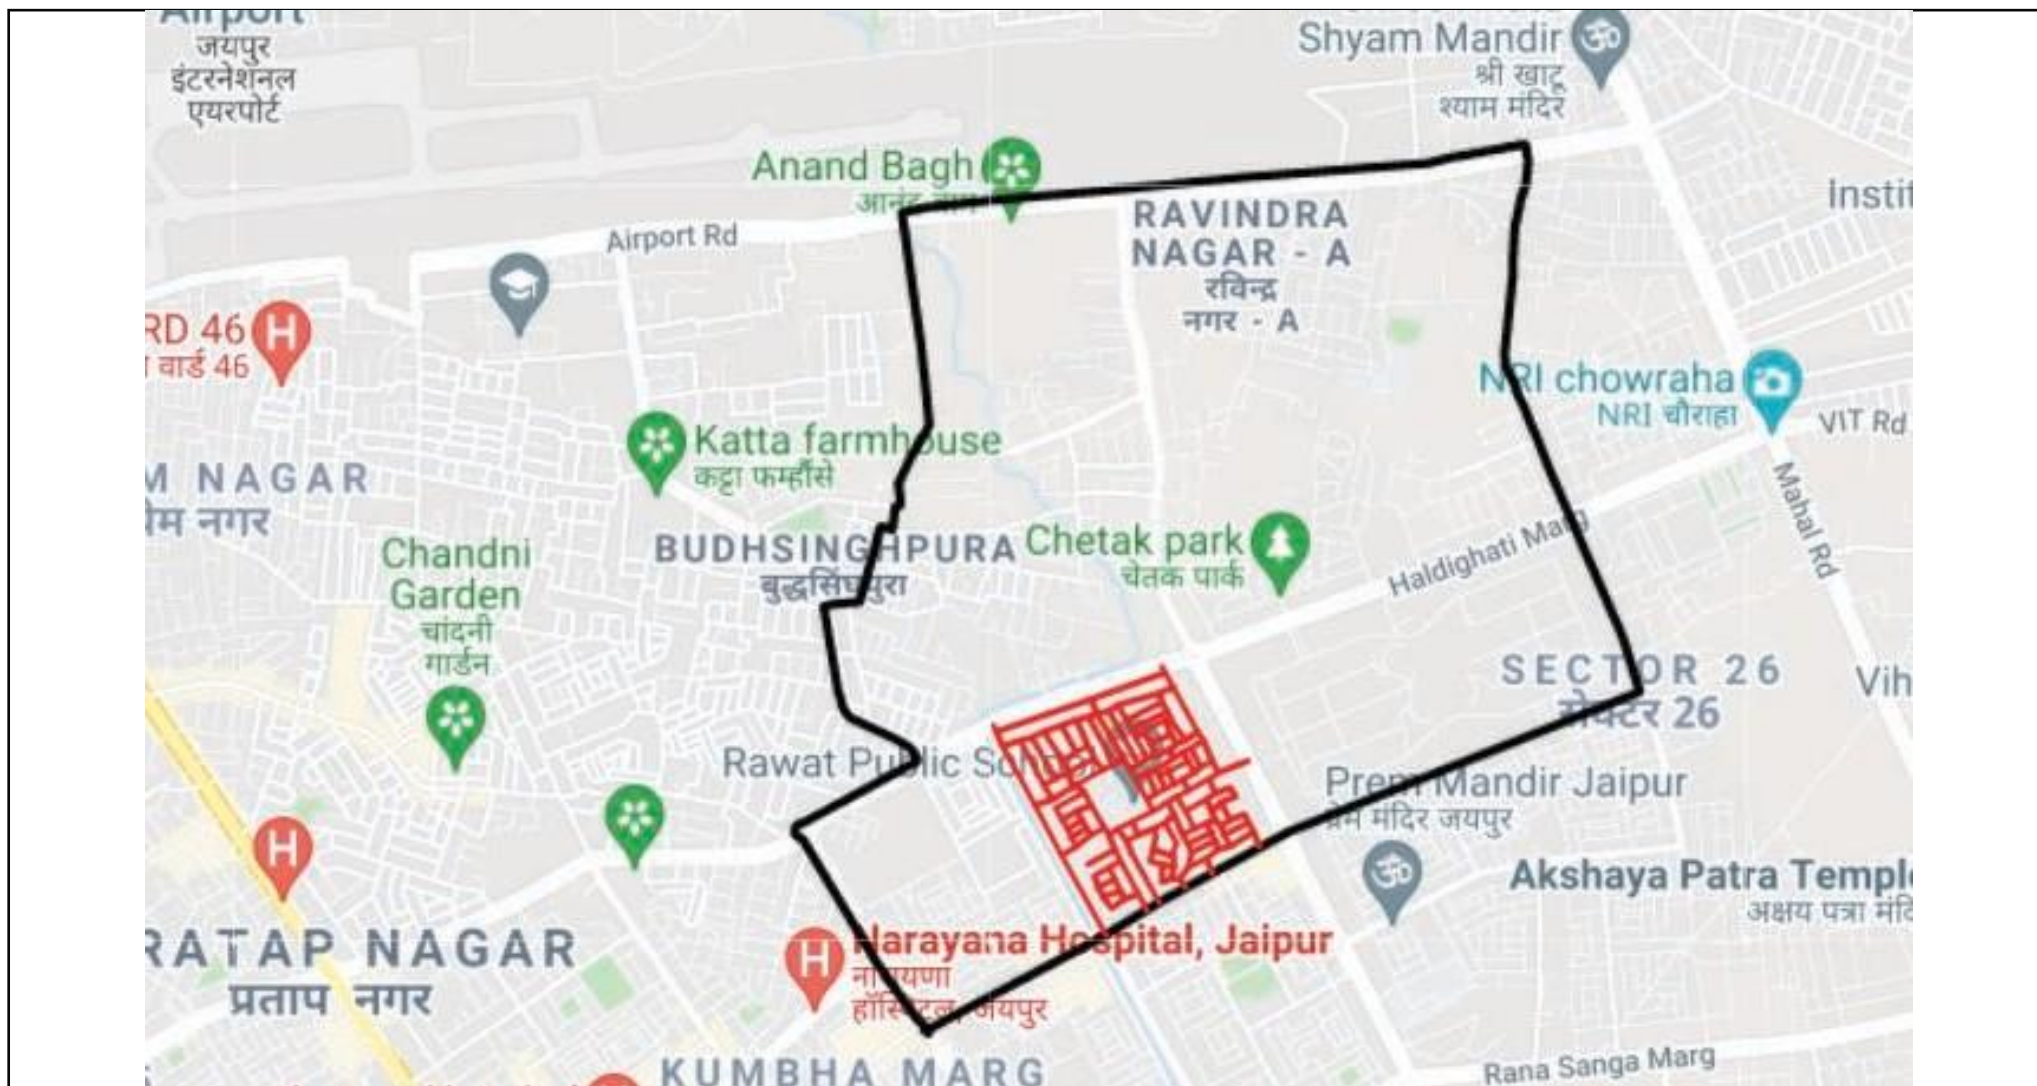 Airport
जयपुर
इंटरनेशनल
एयरपोर्ट
Shyam Mandir
श्री खाटू
श्याम मंदिर
Anand Bagh
Airport Rd
RAVINDRA
NAGAR - A
रविन्द्र
नगर - A
Instit
RD 46
वार्ड 46
NRI chowraha
NRI चौराहा
VIT Rd
Katta farmhouse
कट्टा फर्म्हौसे
M NAGAR
नगर
Mahal Rd
Chandni
Garden
चांदनी
गार्डन
BUDHSINGHPURA
बुद्धसिंघपुरा
Chetak park
चेतक पार्क
Haldighati Marg
SECTOR 26
सेक्टर 26
Vih
Rawat Public School
Prem Mandir Jaipur
प्रेम मंदिर जयपुर
Akshaya Patra Temple
अक्षय पत्रा मंदि
RATAP NAGAR
प्रताप नगर
H
Narayana Hospital, Jaipur
नारायणा
हॉस्पिटल, जयपुर
KUMBHA MARG
Rana Sanga Marg